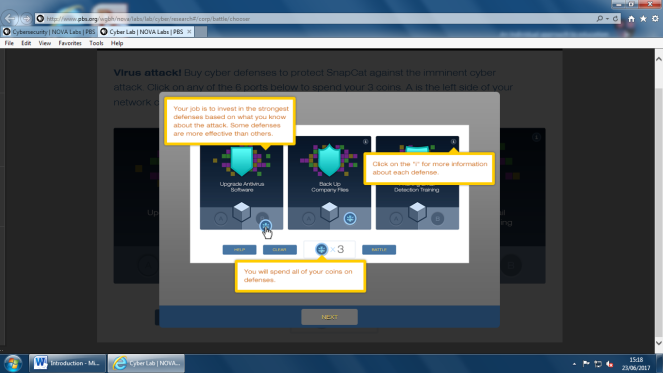 http://www.pbs.org/wgbh/nova/labs/lab/cyber/research#/coop/battle/chooser
Cybersecurity | NOVA Labs | PBS
Cyber Lab | NOVA Labs | PBS
File Edit View Favorites Tools Help
Virus attack! Buy cyber defenses to protect SnapCat against the imminent cyber
attack. Click on any of the 6 ports below to spend your 3 coins. A is the left side of your
network
Your job is to invest in the strongest
defenses based on what you know
about the attack. Some defenses
are more effective than others.
Click on the "i" for more information
about each defense.
Upgrade Antivirus
Software
Back Up
Company Files
Detection Training
HELP
CLEAR
× 3
BATTLE
You will spend all of your coins on
defenses.
NEXT
Introduction - Mi...
Cyber Lab | NOVA...
15:18
23/06/2017